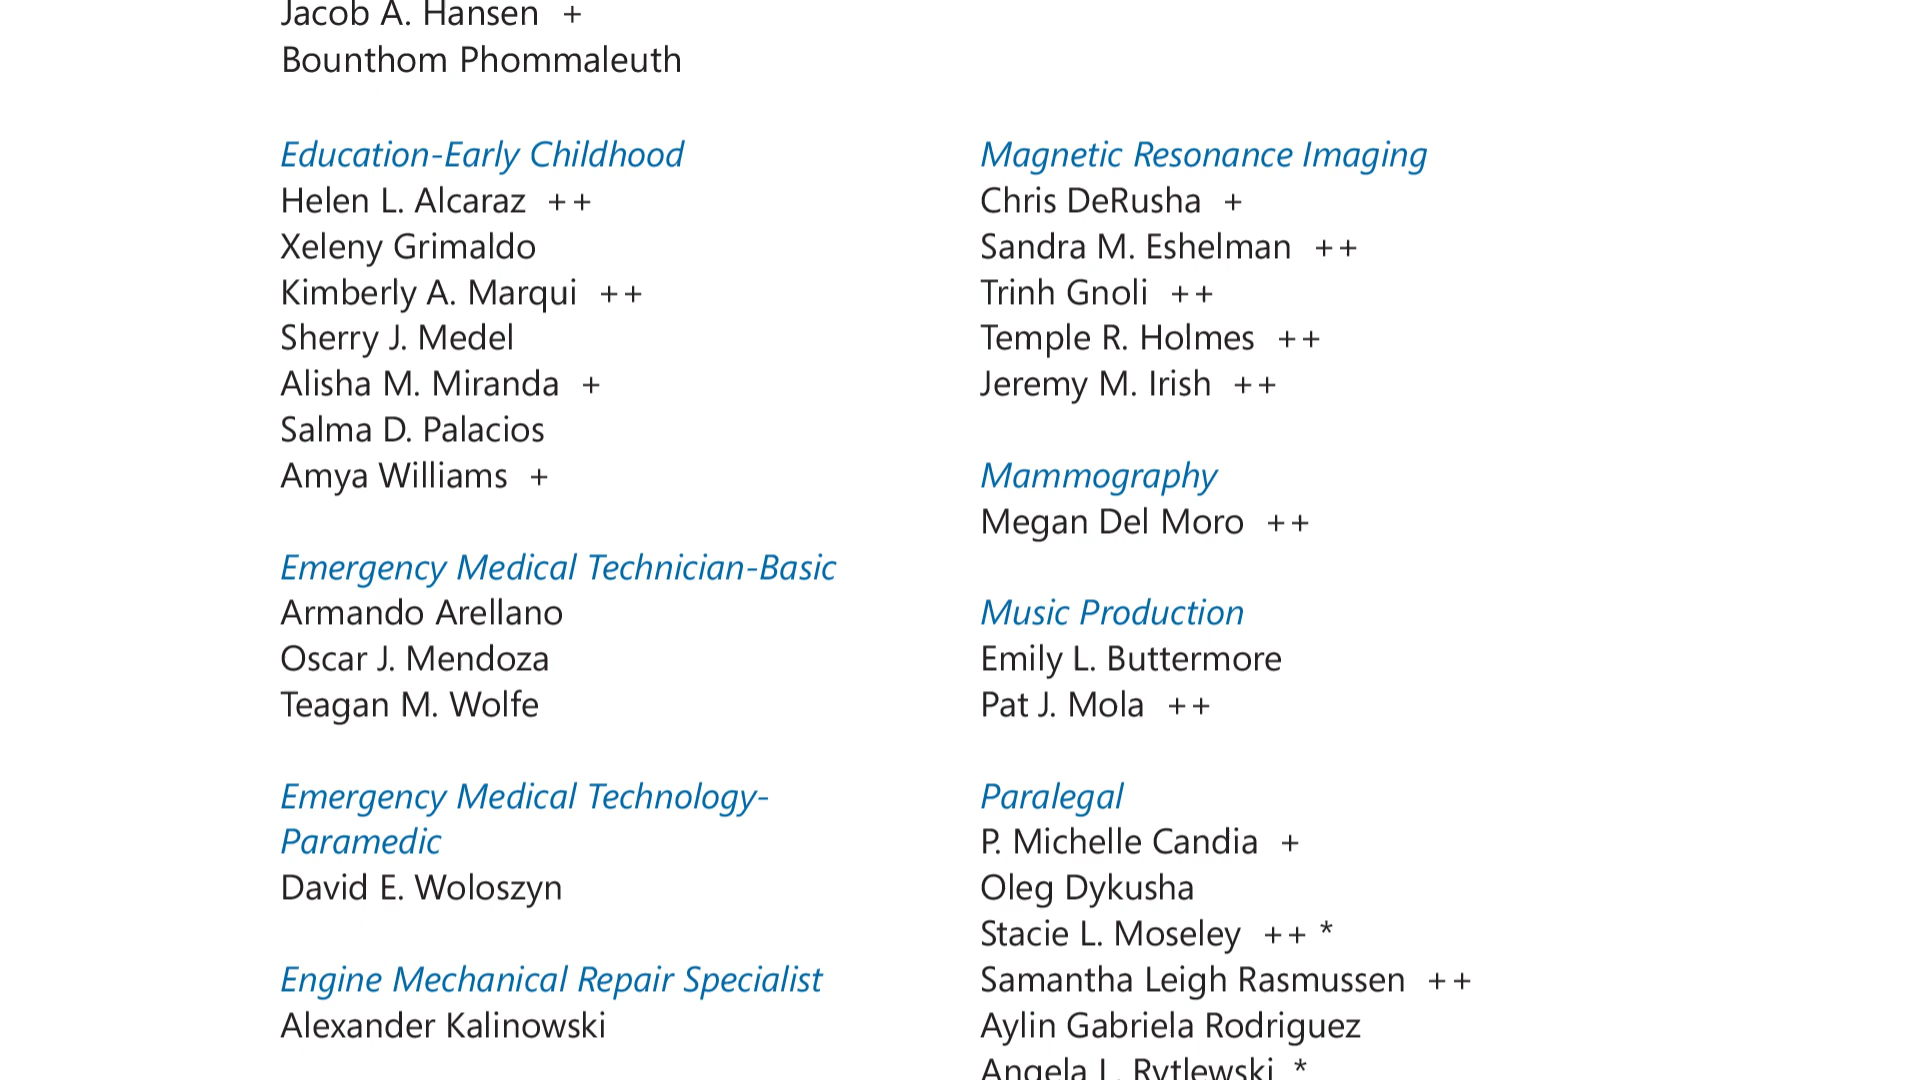 Jacob A. Hansen +
Bounthom Phommaleuth
Education-Early Childhood
Helen L. Alcaraz ++
Xeleny Grimaldo
Kimberly A. Marqui ++
Sherry J. Medel
Alisha M. Miranda +
Salma D. Palacios
Amya Williams +
Emergency Medical Technician-Basic
Armando Arellano
Oscar J. Mendoza
Teagan M. Wolfe
Emergency Medical Technology-
Paramedic
David E. Woloszyn
Engine Mechanical Repair Specialist
Alexander Kalinowski
Magnetic Resonance Imaging
Chris DeRusha +
Sandra M. Eshelman ++
Trinh Gnoli ++
Temple R. Holmes ++
Jeremy M. Irish ++
Mammography
Megan Del Moro ++
Music Production
Emily L. Buttermore
Pat J. Mola ++
Paralegal
P. Michelle Candia +
Oleg Dykusha
Stacie L. Moseley ++ *
Samantha Leigh Rasmussen ++
Aylin Gabriela Rodriguez
Angela L. Rytlewski *